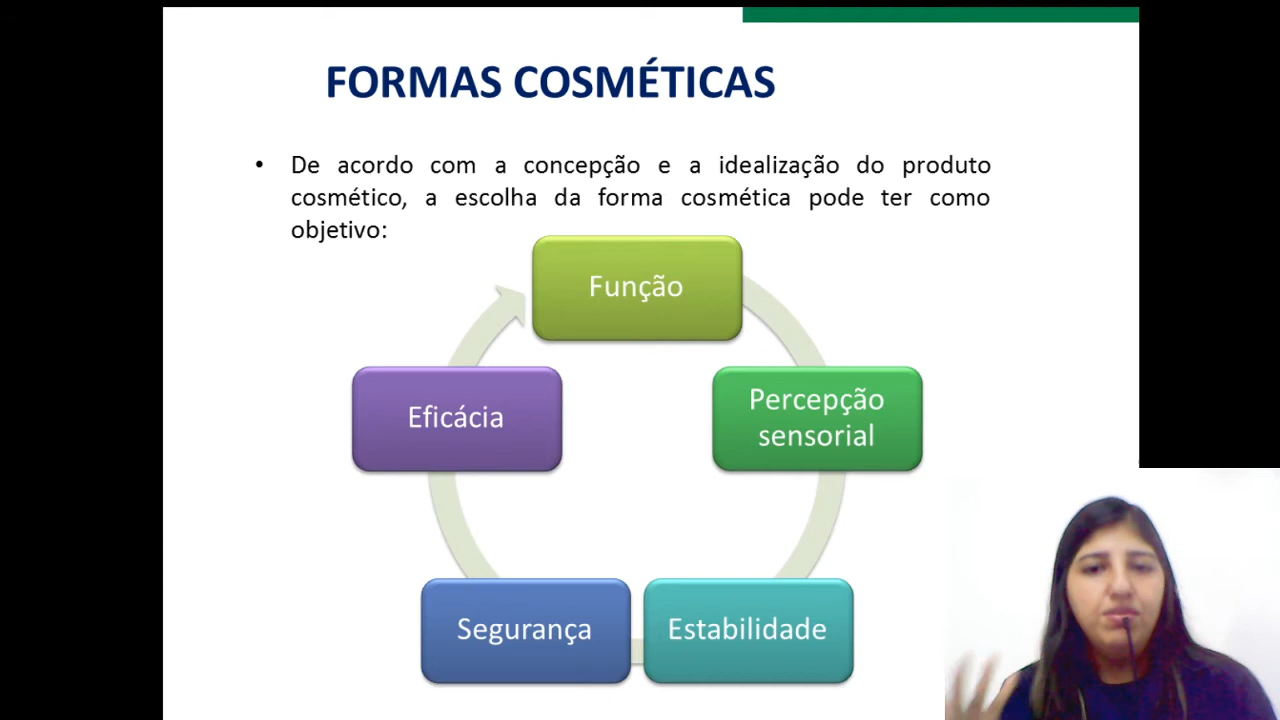 FORMAS COSMÉTICAS
• De acordo com a concepção e a idealização do produto
cosmético, a escolha da forma cosmética pode ter como
objetivo:
Função
Percepção
sensorial
Estabilidade
Segurança
Eficácia